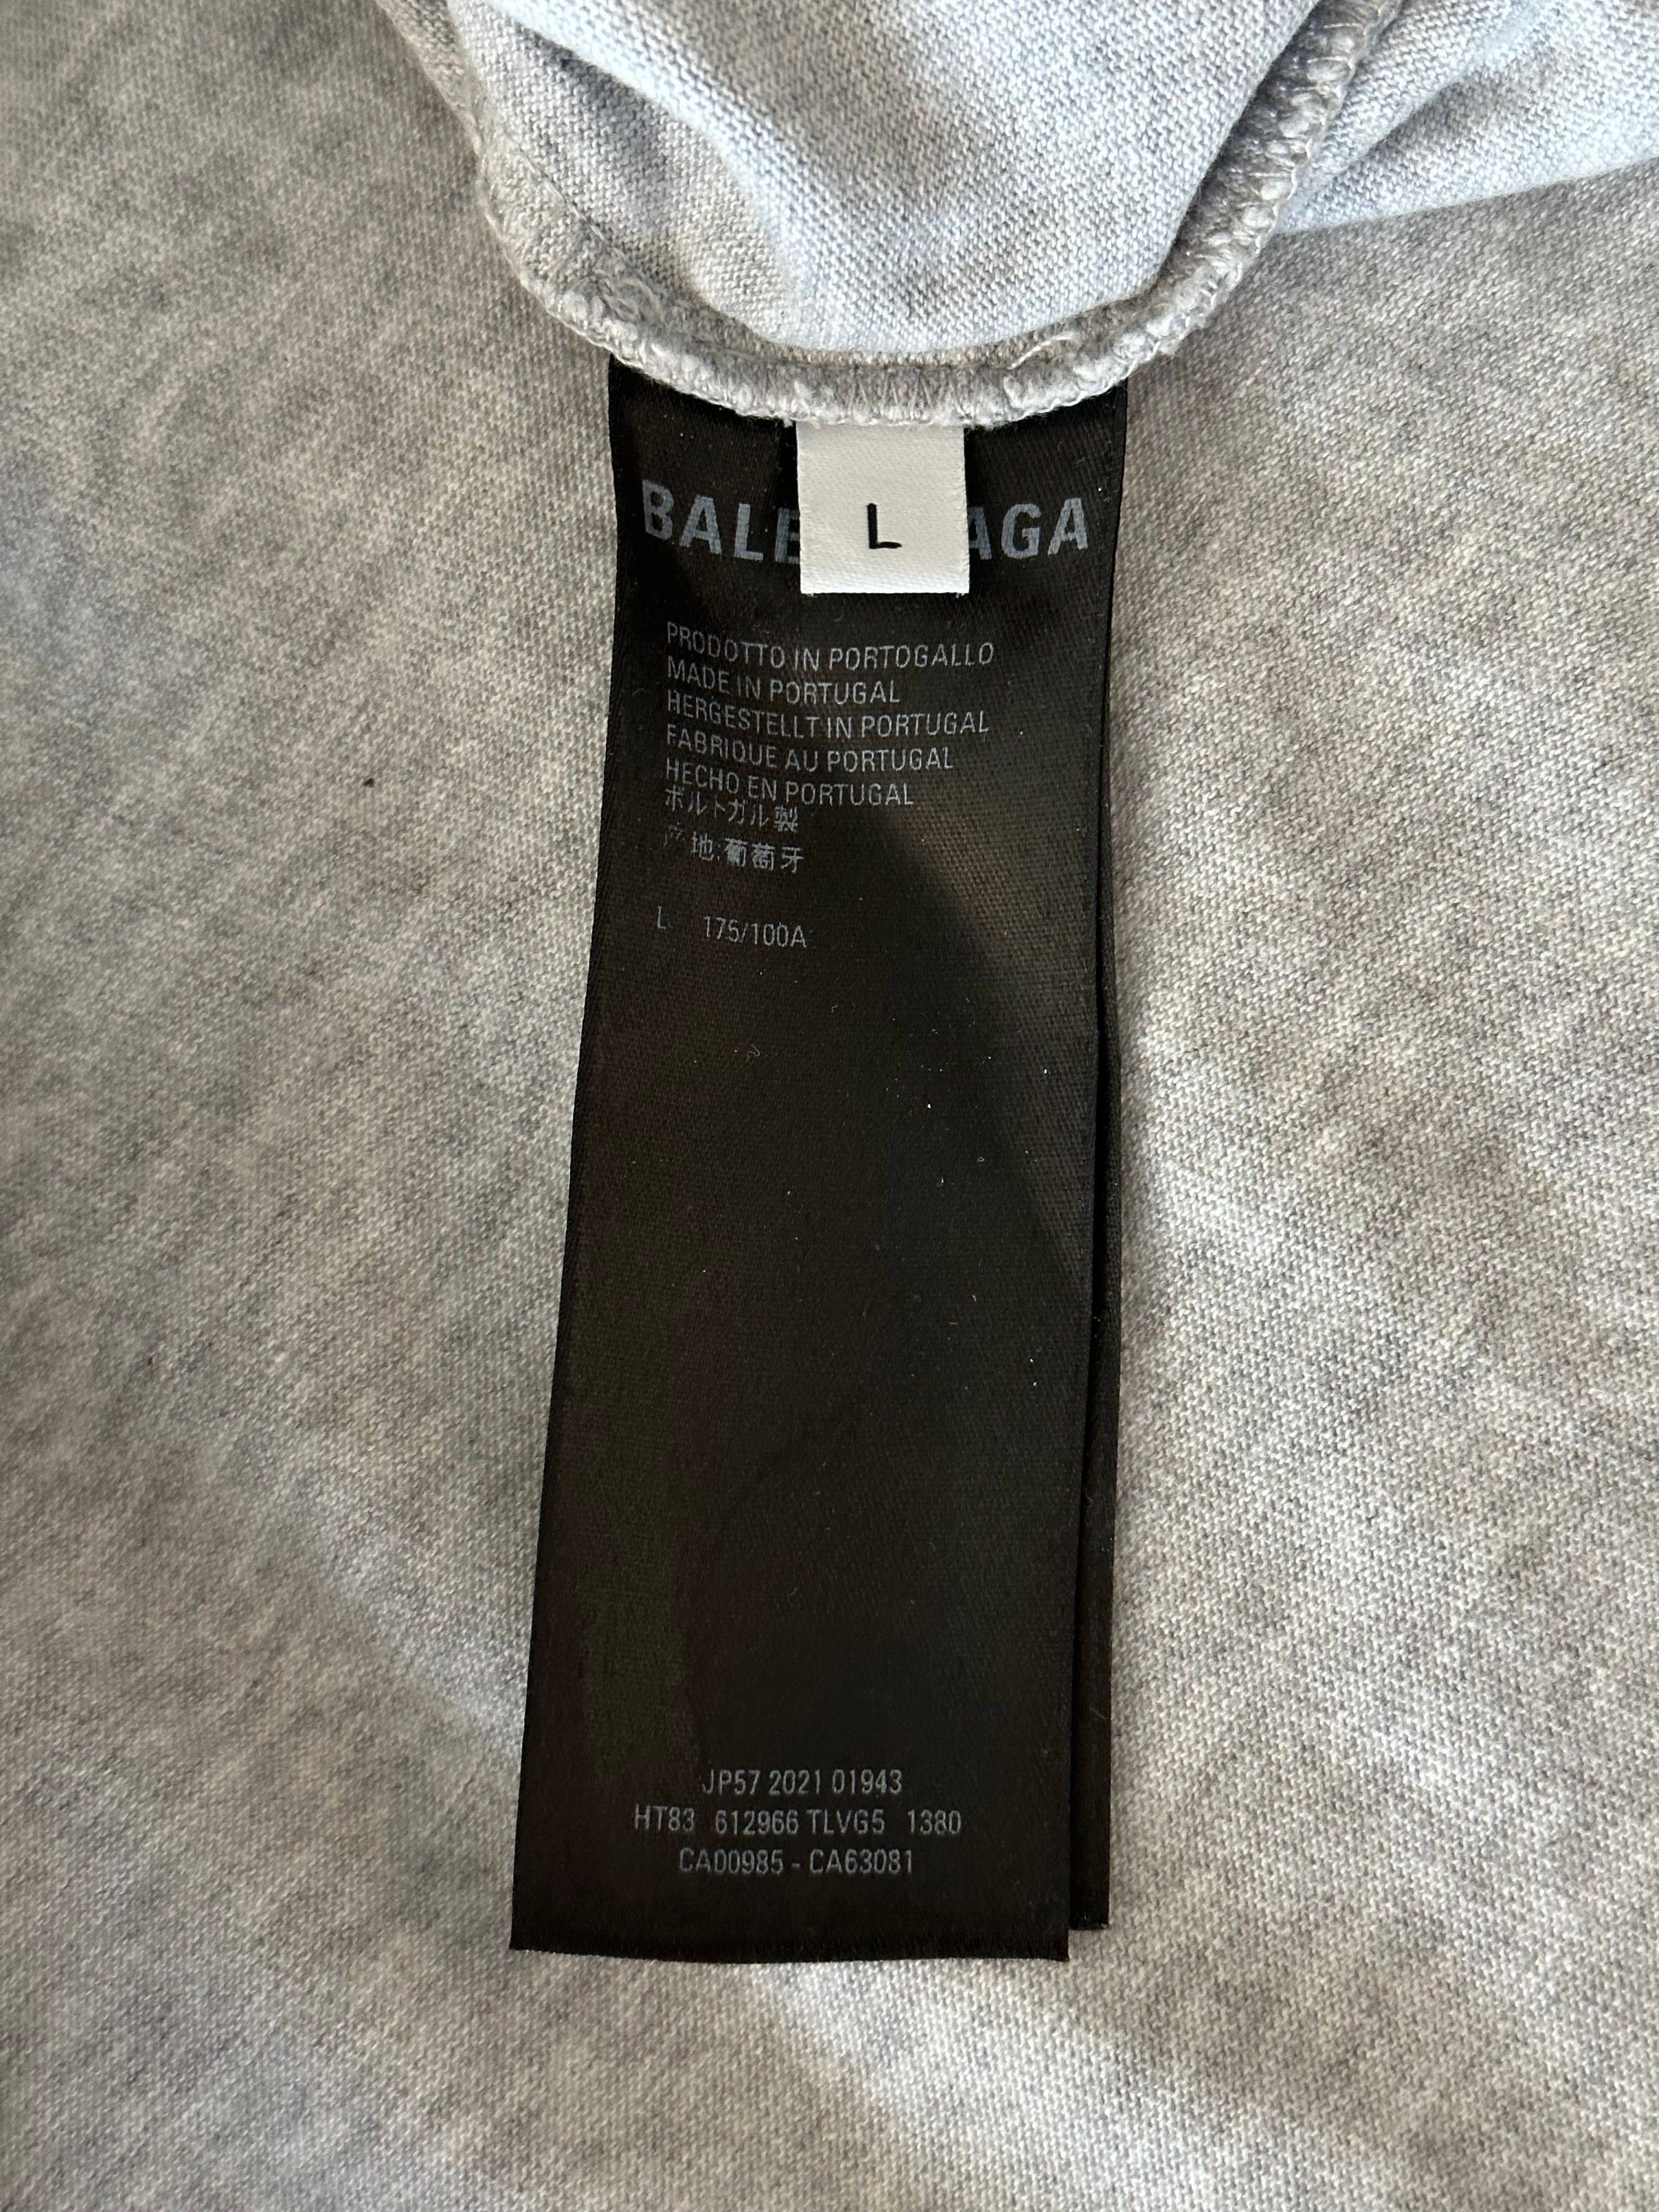 L
BALE AGA
PRODOTTO IN PORTOGALLO
MADE IN PORTUGAL
HERGESTELLT IN PORTUGAL
FABRIQUE AU PORTUGAL
HECHO EN PORTUGAL
ポルトガル製
产地:葡萄牙
L 175/100A
JP57 2021 01943
HT83 612966 TLVG5 1380
CA00985 - CA63081